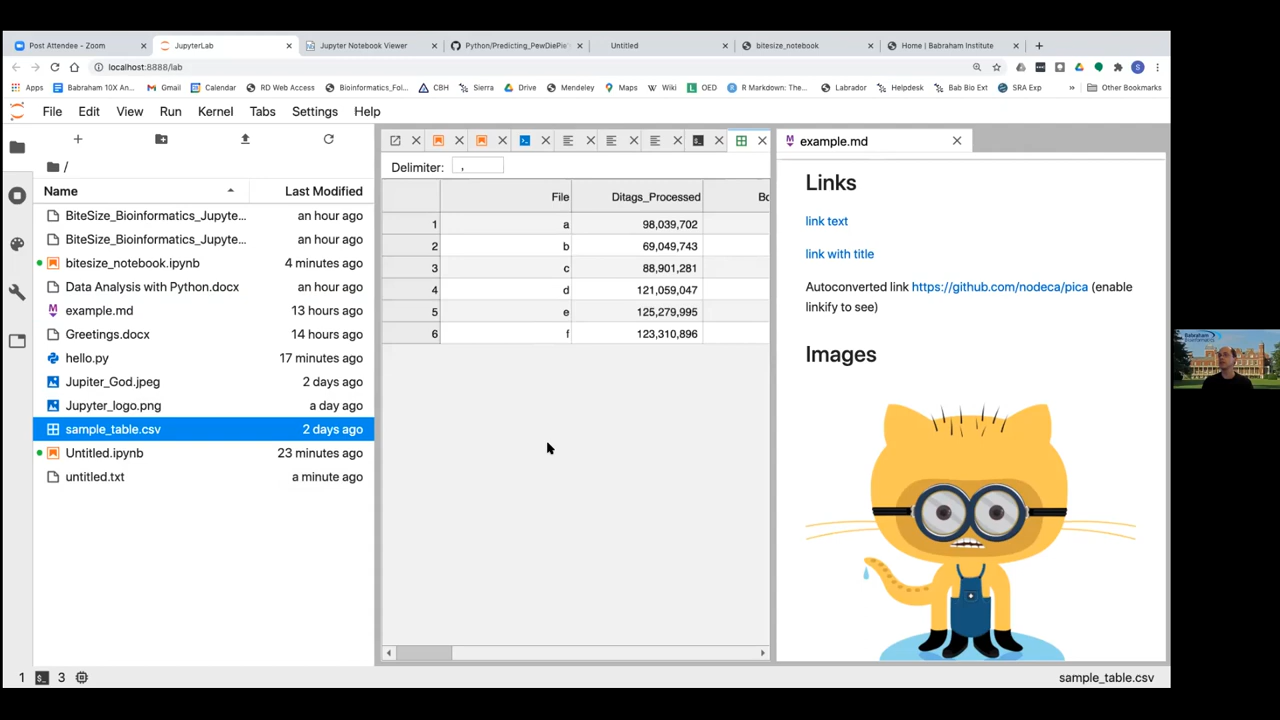 Post Attendee - Zoom
JupyterLab
Jupyter Notebook Viewer
Python/Predicting_PewDiePie'
Untitled
bitesize_notebook
Home | Babraham Institute
localhost:8888/lab
S
Apps
Babraham 10X An...
Gmail
Calendar
RD Web Access
Bioinformatics_Fol...
CBH
Sierra
Drive
Mendeley
Maps
Wiki
OED
R Markdown: The...
Labrador
Helpdesk
Bab Bio Ext
SRA Exp
»
Other Bookmarks
File Edit View Run Kernel Tabs Settings Help
/
Name Last Modified
BiteSize_Bioinformatics_Jupyte... an hour ago
BiteSize_Bioinformatics_Jupyte... an hour ago
bitesize_notebook.ipynb 4 minutes ago
Data Analysis with Python.docx an hour ago
example.md 13 hours ago
Greetings.docx 14 hours ago
hello.py 17 minutes ago
Jupiter_God.jpeg 2 days ago
Jupyter_logo.png a day ago
sample_table.csv 2 days ago
Untitled.ipynb 23 minutes ago
untitled.txt a minute ago
Delimiter: ,
File Ditags_Processed Bo
1 a 98,039,702
2 b 69,049,743
3 c 88,901,281
4 d 121,059,047
5 e 125,279,995
6 f 123,310,896
example.md
Links
link text
link with title
Autoconverted link https://github.com/nodeca/pica (enable
linkify to see)
Images
Babraham
Bioinformatics
1 3
sample_table.csv